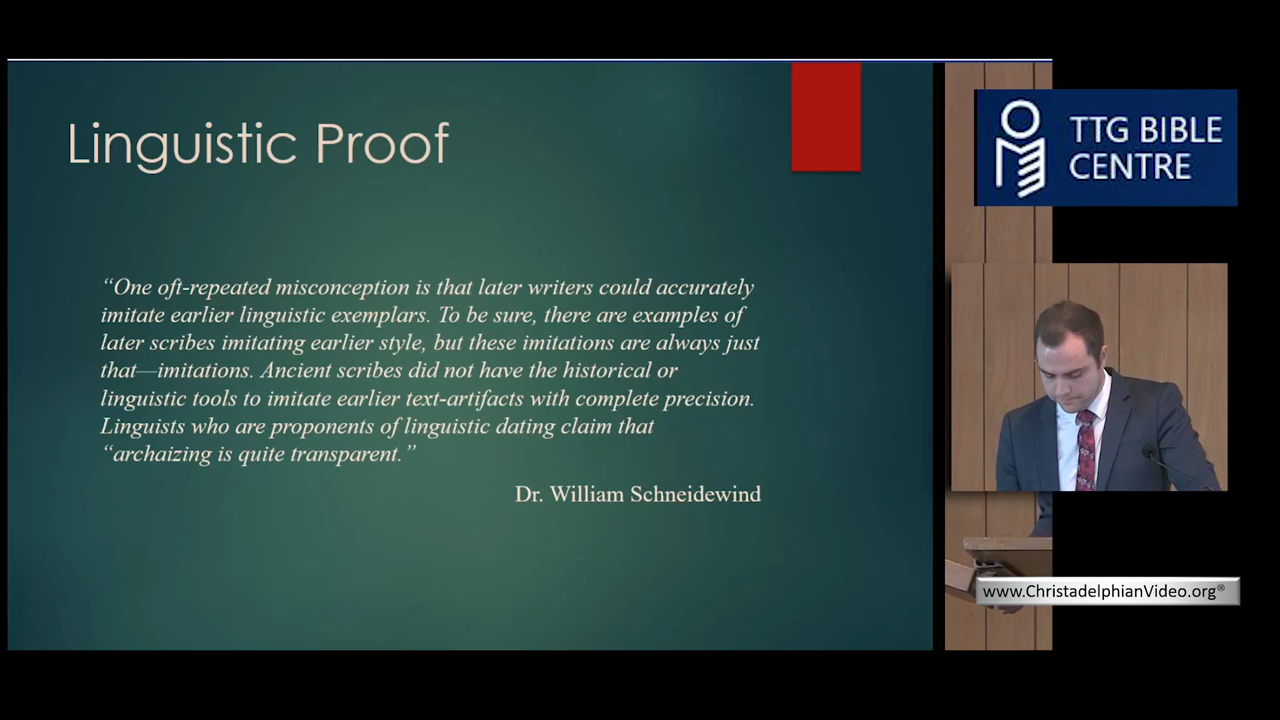 Linguistic Proof
“One oft-repeated misconception is that later writers could accurately
imitate earlier linguistic exemplars. To be sure, there are examples of
later scribes imitating earlier style, but these imitations are always just
that—imitations. Ancient scribes did not have the historical or
linguistic tools to imitate earlier text-artifacts with complete precision.
Linguists who are proponents of linguistic dating claim that
“archaizing is quite transparent.”
Dr. William Schneidewind
TTG BIBLE
CENTRE
www.ChristadelphianVideo.org®